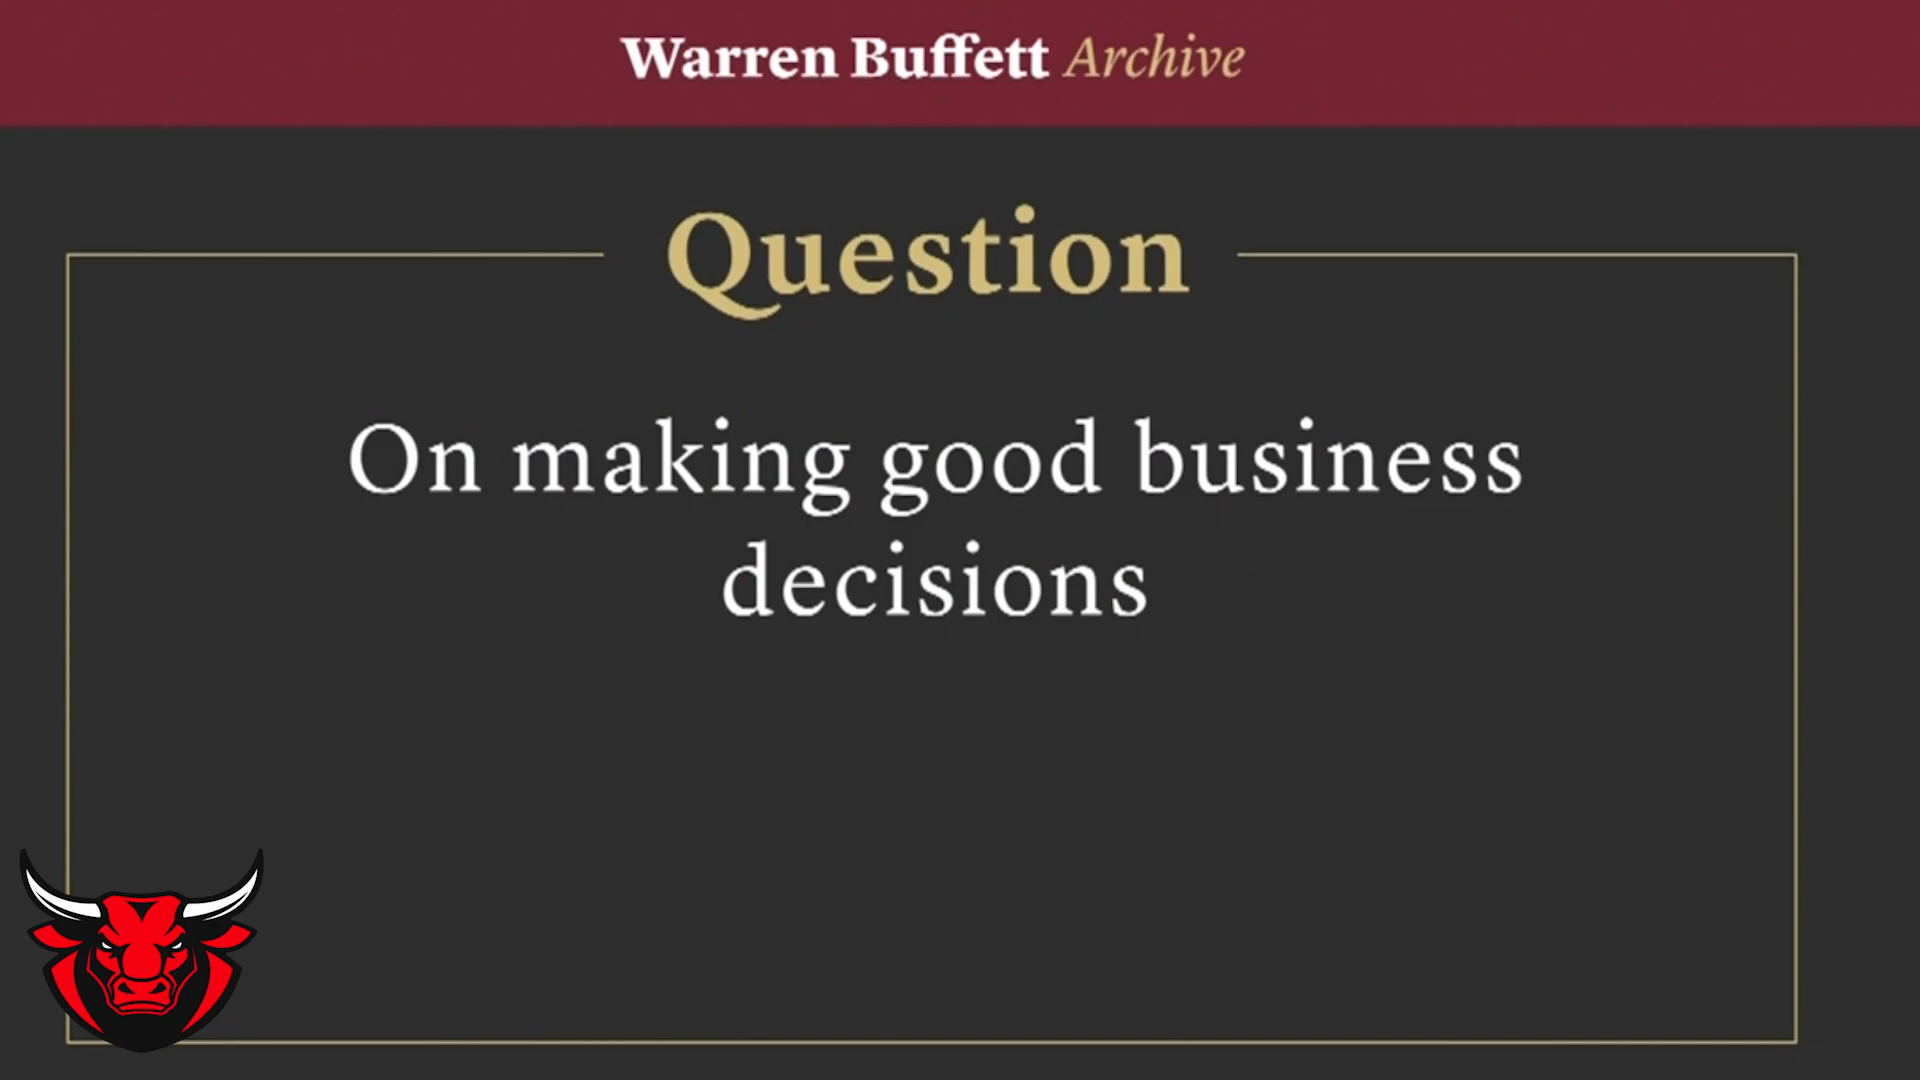 Warren Buffett Archive
Question
On making good business
decisions